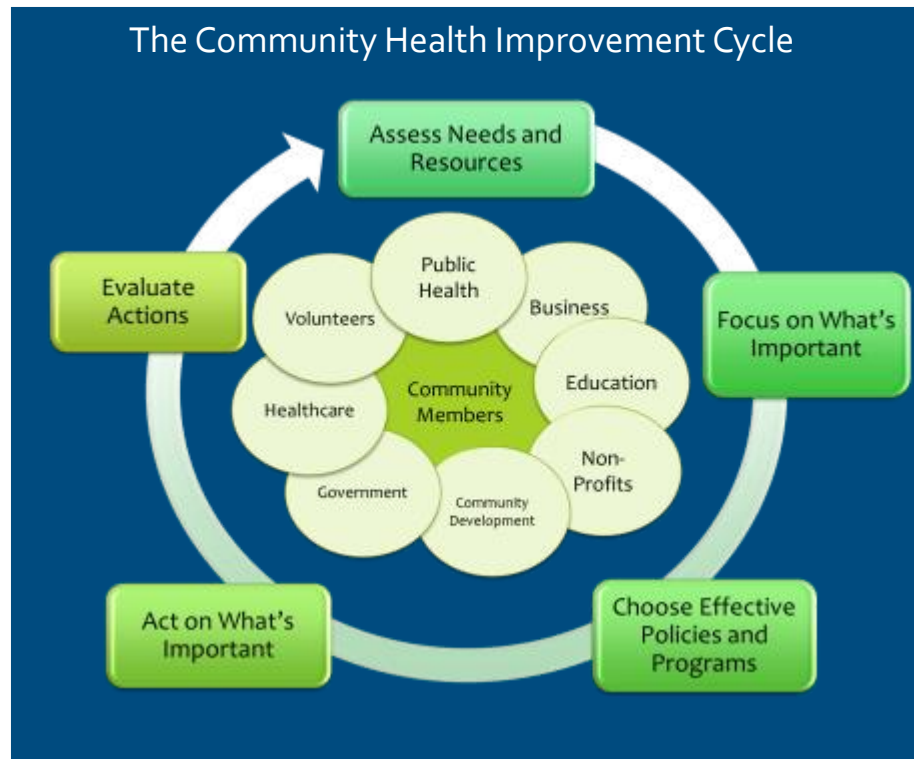 The Community Health Improvement Cycle
Assess Needs and
Resources
Focus on What's
Important
Choose Effective
Policies and
Programs
Act on What's
Important
Evaluate
Actions
Public
Health
Business
Education
Non-
Profits
Community
Development
Government
Healthcare
Volunteers
Community
Members